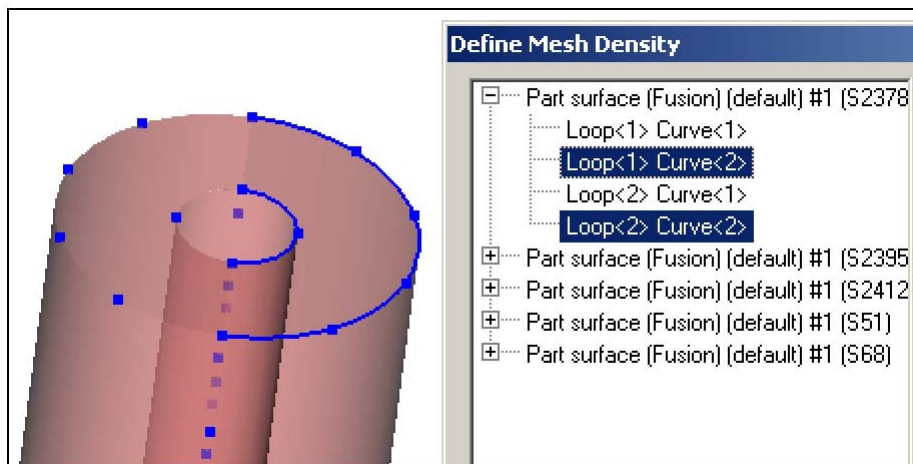 Define Mesh Density
Part surface (Fusion) (default) #1 (S2378
Loop<1> Curve<1>
Loop<1> Curve<2>
Loop<2> Curve<1>
Loop<2> Curve<2>
Part surface (Fusion) (default) #1 (S2395
Part surface (Fusion) (default) #1 (S2412
Part surface (Fusion) (default) #1 (S51)
Part surface (Fusion) (default) #1 (S68)